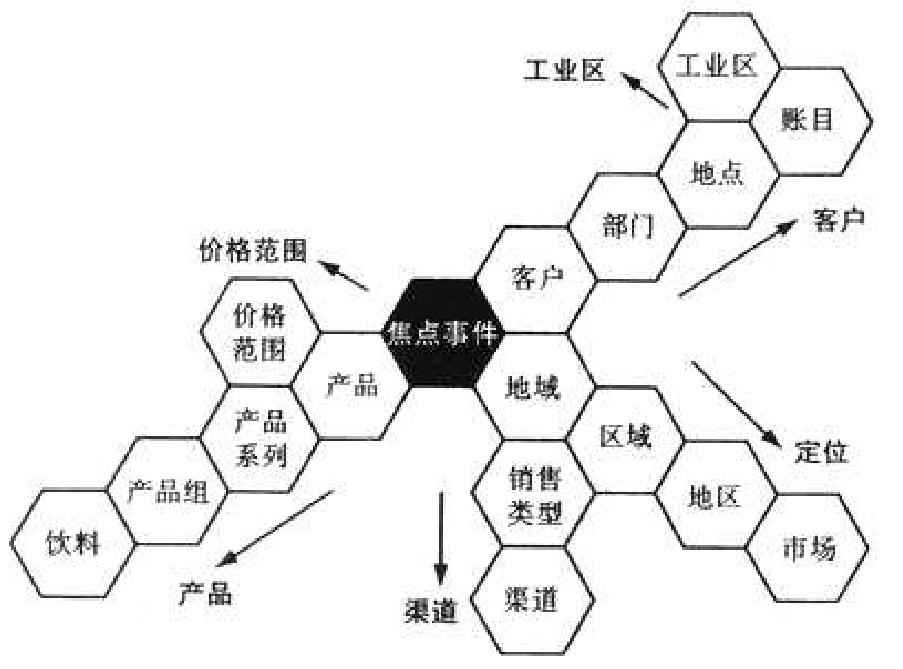 工业区
工业区
账目
地点
客户
部门
价格范围
客户
价格
范围
焦点事件
产品
地域
产品
系列
区域
定位
产品组
销售
类型
地区
饮料
市场
产品
渠道
渠道